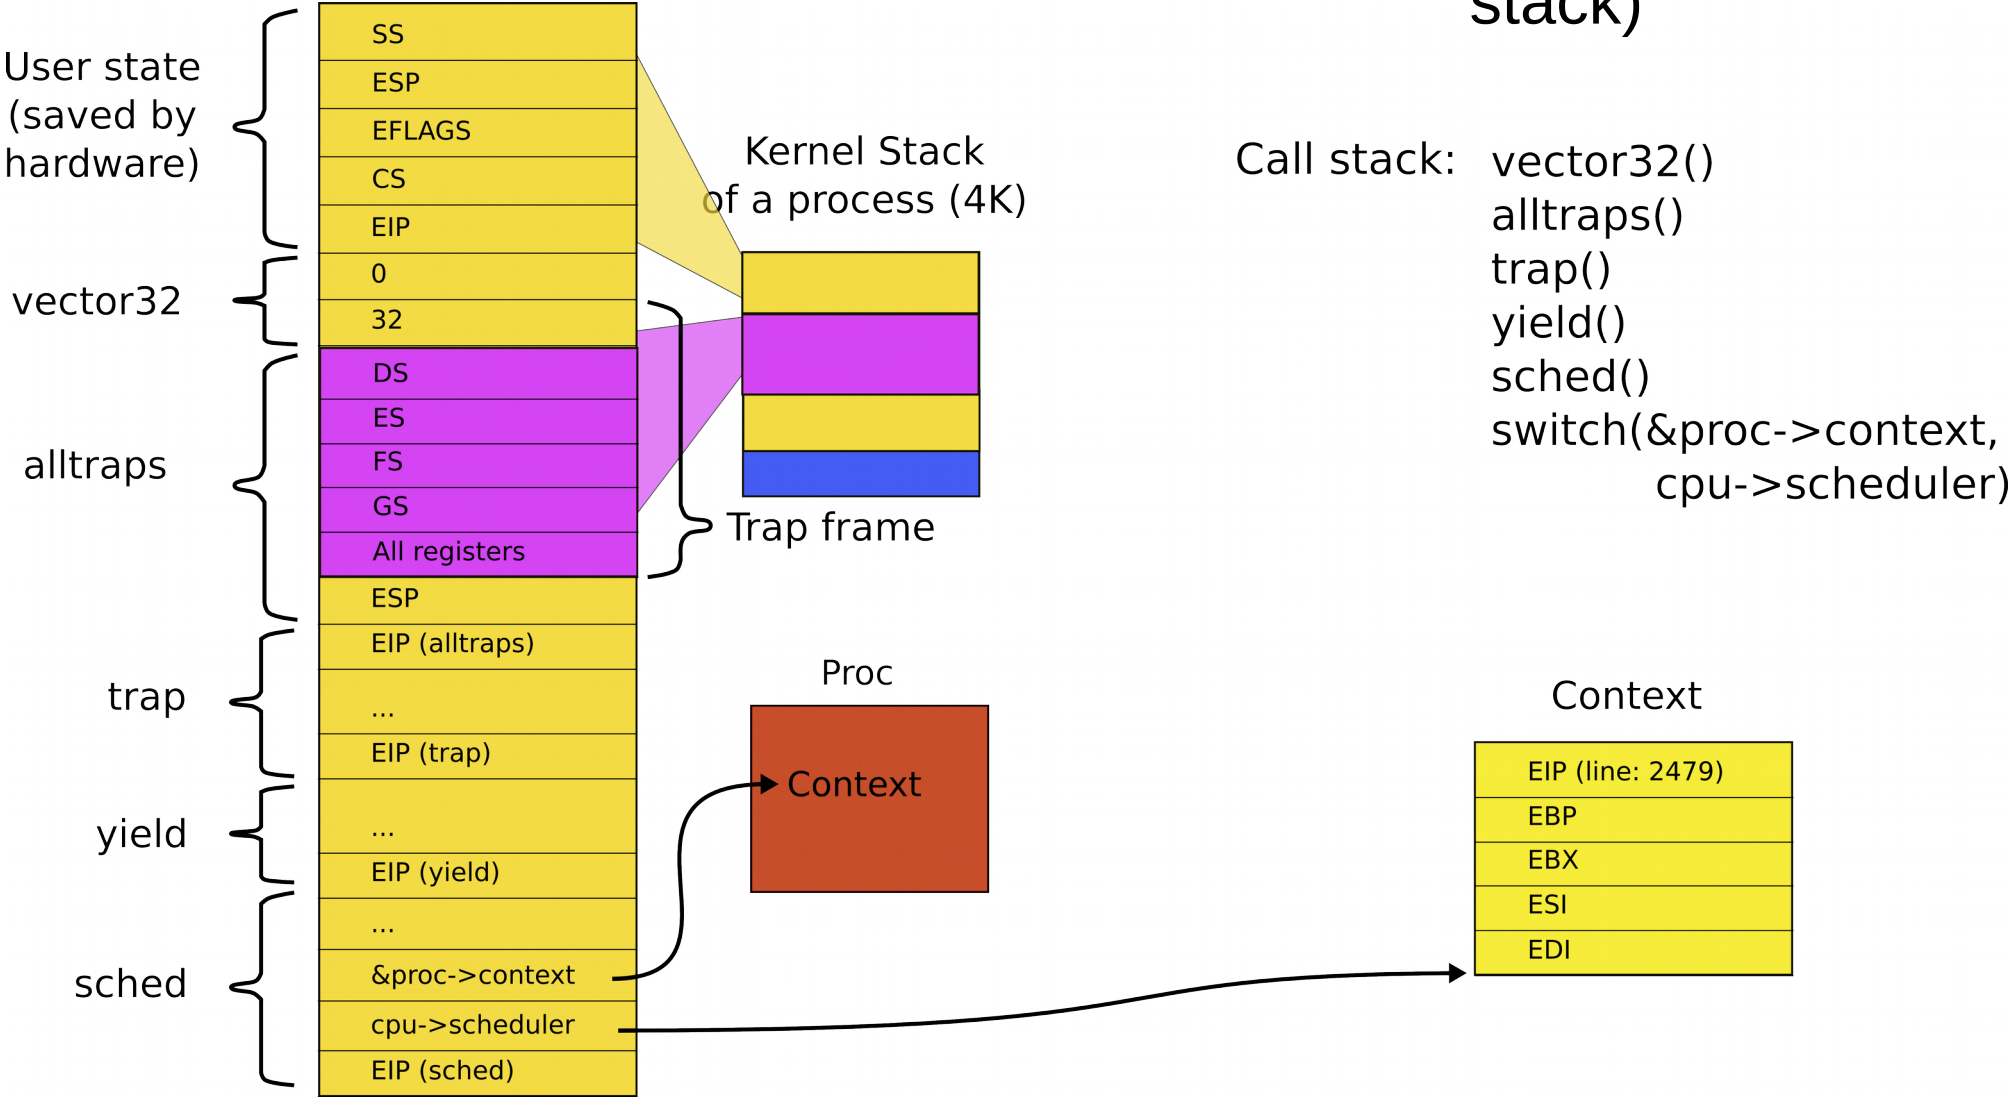 stack)
User state
(saved by
hardware)
vector32
alltraps
trap
yield
sched
SS
ESP
EFLAGS
CS
EIP
0
32
DS
ES
FS
GS
All registers
ESP
EIP (alltraps)
...
EIP (trap)
...
EIP (yield)
...
&proc->context
cpu->scheduler
EIP (sched)
Kernel Stack
of a process (4K)
Trap frame
Proc
Context
Call stack:
vector32()
alltraps()
trap()
yield()
sched()
switch(&proc->context,
cpu->scheduler)
Context
EIP (line: 2479)
EBP
EBX
ESI
EDI